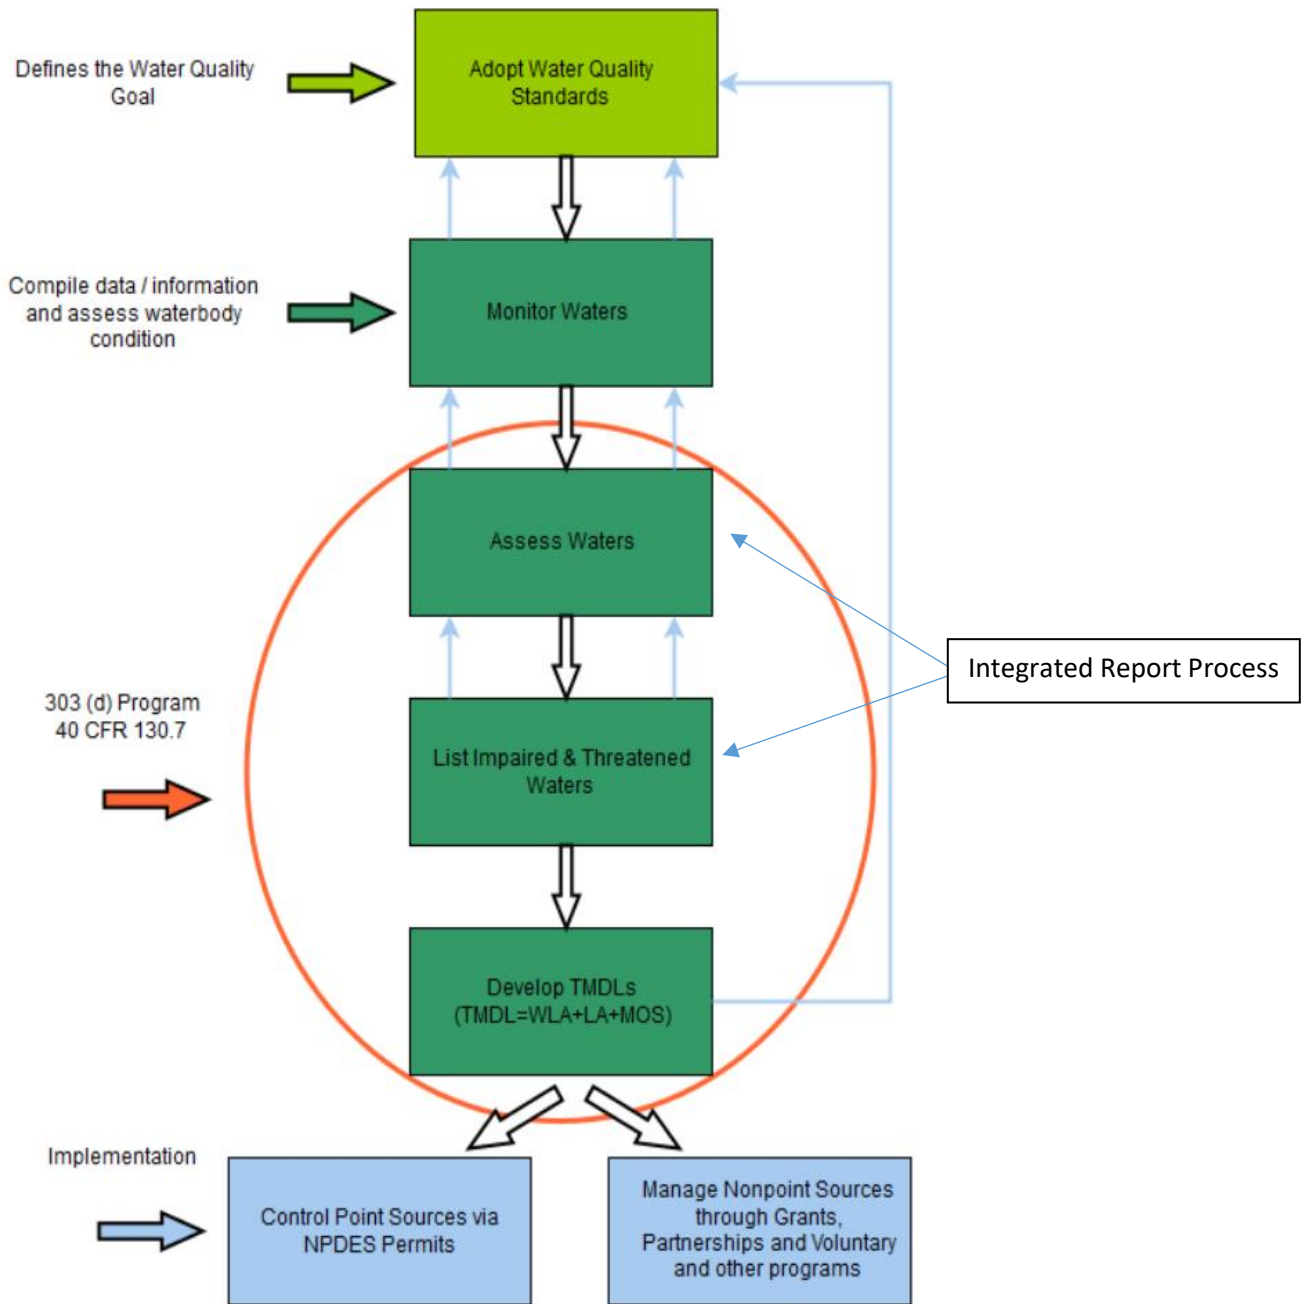 Defines the Water Quality
Goal
Adopt Water Quality
Standards
Compile data / information
and assess waterbody
condition
Monitor Waters
Assess Waters
Integrated Report Process
303 (d) Program
40 CFR 130.7
List Impaired & Threatened
Waters
Develop TMDLs
(TMDL=WLA+LA+MOS)
Implementation
Control Point Sources via
NPDES Permits
Manage Nonpoint Sources
through Grants,
Partnerships and Voluntary
and other programs